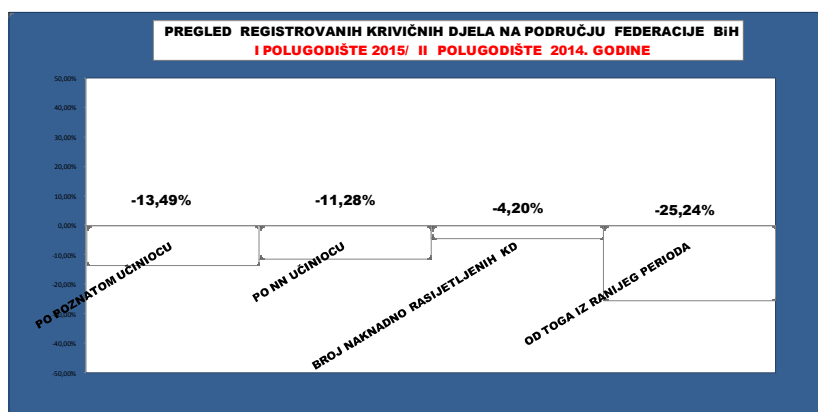 PREGLED REGISTROVANIH KRIVIČNIH DJELA NA PODRUČJU FEDERACIJE BiH
I POLUGODIŠTE 2015/ II POLUGODIŠTE 2014. GODINE
50,00%
40,00%
30,00%
20,00%
10,00%
0,00%
-10,00%
-20,00%
-30,00%
-40,00%
-50,00%
-13,49%
-11,28%
-4,20%
-25,24%
PO POZNATOM UČINIOCU
PO NN UČINIOCU
BROJ NAKNADNO RASIJETLJENIH KD
OD TOGA IZ RANIJEG PERIODA